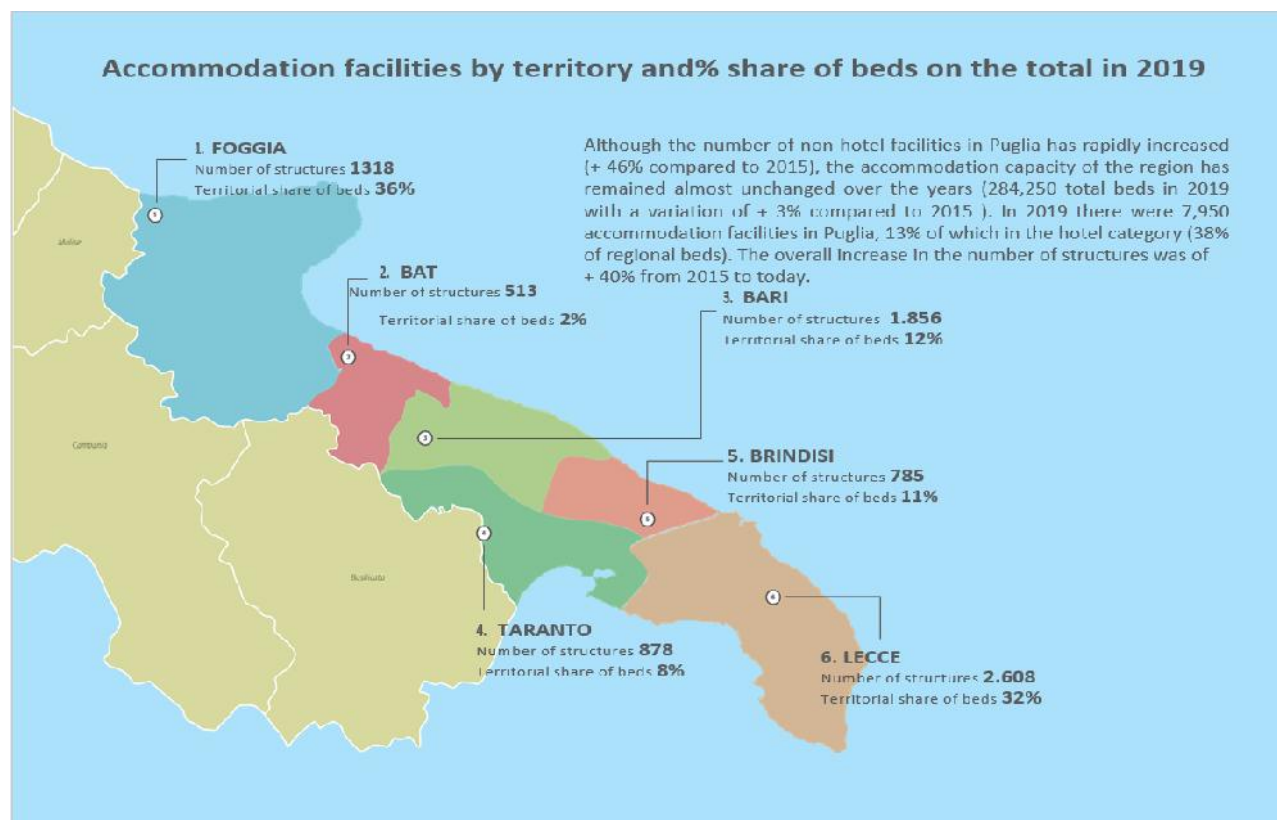 Accommodation facilities by territory and% share of beds on the total in 2019
1. FOGGIA
Number of structures 1318
Territorial share of beds 36%
Although the number of non hotel facilities in Puglia has rapidly increased
(+ 46% compared to 2015), the accommodation capacity of the region has
remained almost unchanged over the years (284,250 total beds in 2019
with a variation of + 3% compared to 2015 ). In 2019 there were 7,950
accommodation facilities in Puglia, 13% of which in the hotel category (38%
of regional beds). The overall increase in the number of structures was of
+ 40% from 2015 to today.
2. BAT
Number of structures 513
Territorial share of beds 2%
3. BARI
Number of structures 1.856
Territorial share of beds 12%
5. BRINDISI
Number of structures 785
Territorial share of beds 11%
4. TARANTO
Number of structures 878
Territorial share of beds 8%
6. LECCE
Number of structures 2.608
Territorial share of beds 32%
Molise
Campania
Basilicata
3